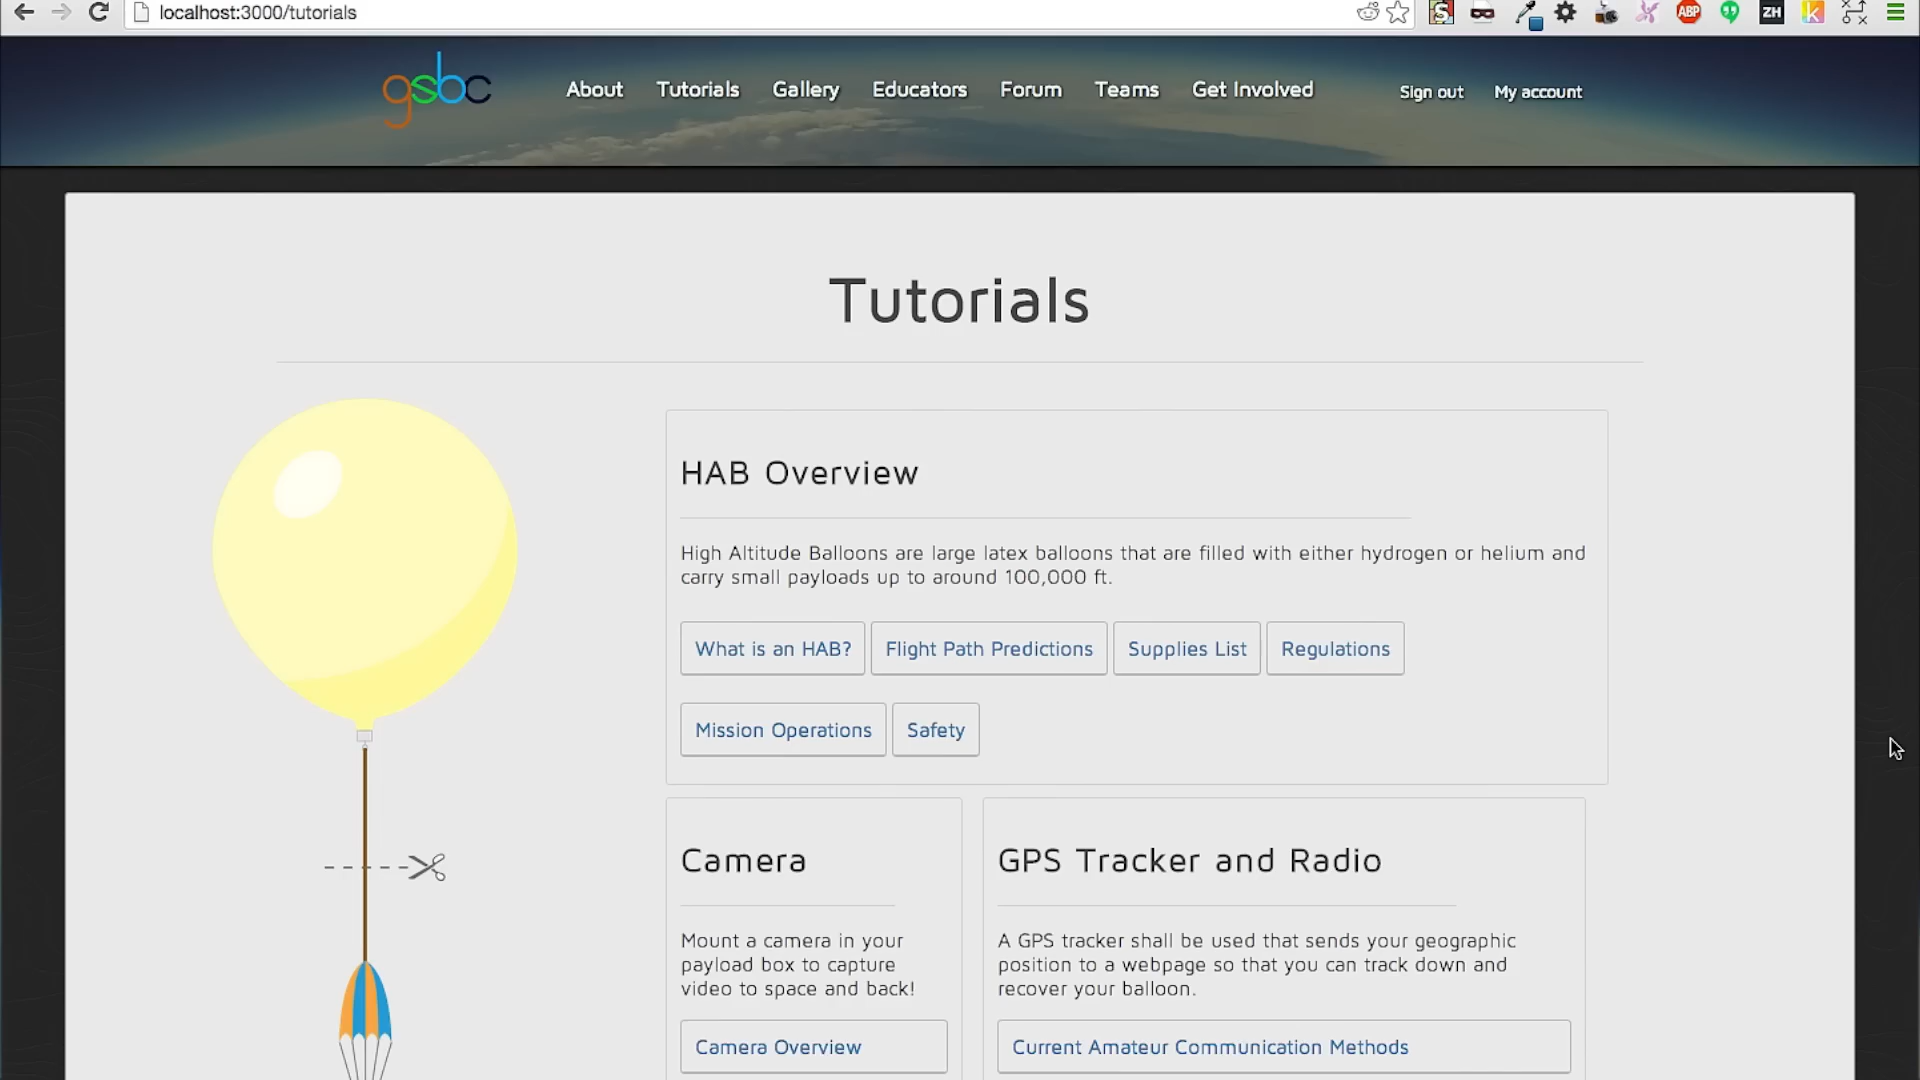 localhost:3000/tutorials
S
ABP
ZH
k
gsbc
About Tutorials Gallery Educators Forum Teams Get Involved Sign out My account
Tutorials
HAB Overview
High Altitude Balloons are large latex balloons that are filled with either hydrogen or helium and
carry small payloads up to around 100,000 ft.
What is an HAB? Flight Path Predictions Supplies List Regulations
Mission Operations Safety
Camera
Mount a camera in your
payload box to capture
video to space and back!
Camera Overview
GPS Tracker and Radio
A GPS tracker shall be used that sends your geographic
position to a webpage so that you can track down and
recover your balloon.
Current Amateur Communication Methods